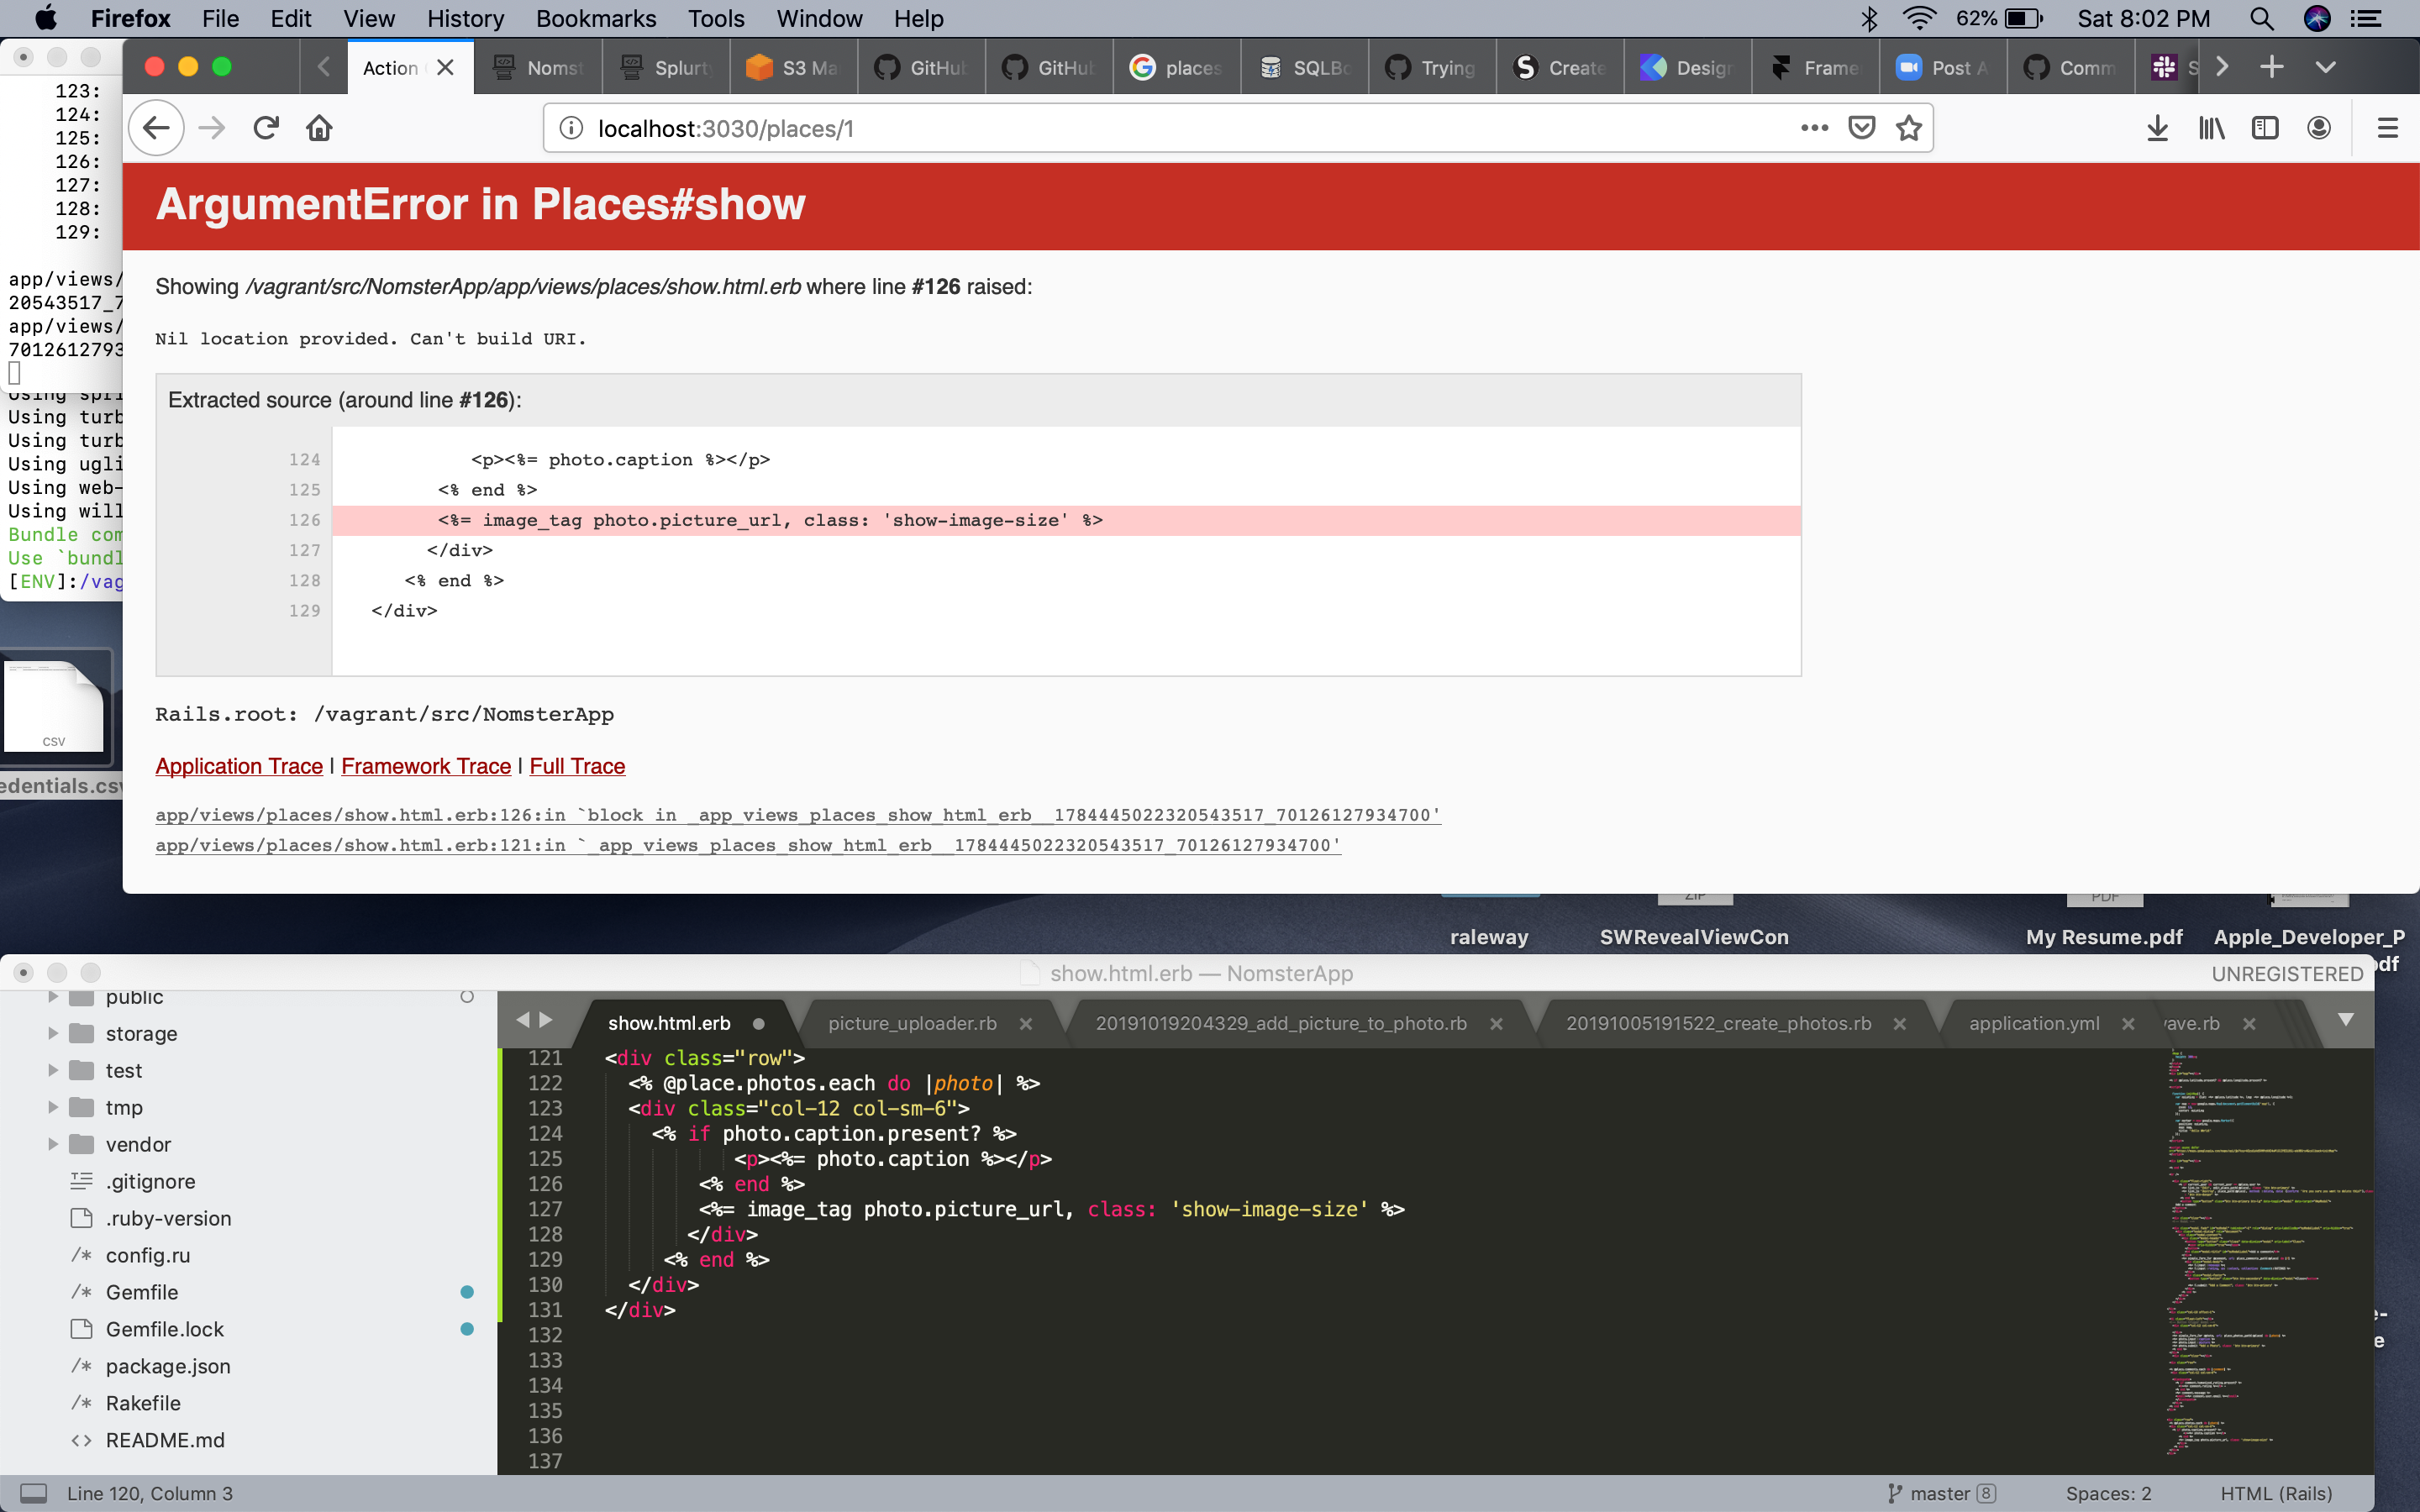 Firefox File Edit View History Bookmarks Tools Window Help 62% Sat 8:02 PM
Action Nomst Splurt S3 Ma GitHub GitHub places SQLBo Trying Create Design Frame Post A Comm S
localhost:3030/places/1
123:
124:
125:
126:
127:
128:
129:
app/views/
20543517_7
app/views/
7012612793
Using spri
Using turb
Using turb
Using ugli
Using web-
Using will
Bundle com
Use `bundl
[ENV]:/vag
CSV
edentials.csv
ArgumentError in Places#show
Showing /vagrant/src/NomsterApp/app/views/places/show.html.erb where line #126 raised:
Nil location provided. Can't build URI.
Extracted source (around line #126):
124 <p><%= photo.caption %></p>
125 <% end %>
126 <%= image_tag photo.picture_url, class: 'show-image-size' %>
127 </div>
128 <% end %>
129 </div>
Rails.root: /vagrant/src/NomsterApp
Application Trace | Framework Trace | Full Trace
app/views/places/show.html.erb:126:in `block in _app_views_places_show_html_erb__1784445022320543517_70126127934700'
app/views/places/show.html.erb:121:in `_app_views_places_show_html_erb__1784445022320543517_70126127934700'
ZIP PDF
raleway SWRevealViewCon My Resume.pdf Apple_Developer_P
pdf
show.html.erb — NomsterApp UNREGISTERED
public
storage
test
tmp
vendor
.gitignore
.ruby-version
config.ru
Gemfile
Gemfile.lock
package.json
Rakefile
README.md
show.html.erb picture_uploader.rb 20191019204329_add_picture_to_photo.rb 20191005191522_create_photos.rb application.yml wave.rb
121 <div class="row">
122 <% @place.photos.each do |photo| %>
123 <div class="col-12 col-sm-6">
124 <% if photo.caption.present? %>
125 <p><%= photo.caption %></p>
126 <% end %>
127 <%= image_tag photo.picture_url, class: 'show-image-size' %>
128 </div>
129 <% end %>
130 </div>
131 </div>
132
133
134
135
136
137
e-
e
Line 120, Column 3 master 8 Spaces: 2 HTML (Rails)